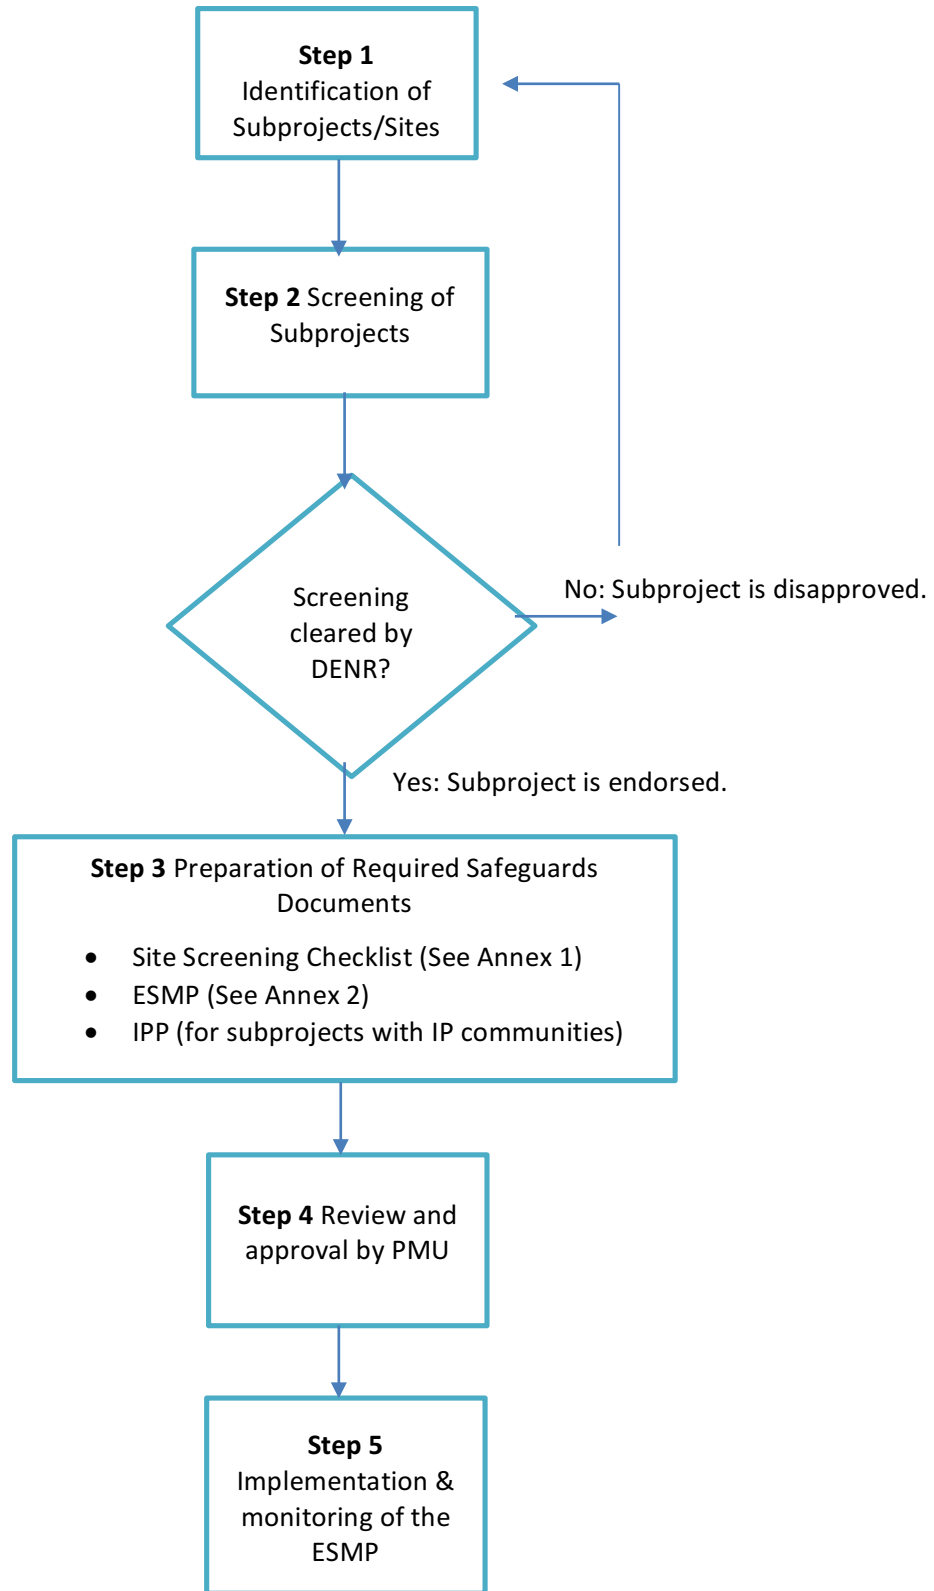 Step 1
Identification of
Subprojects/Sites
Step 2 Screening of
Subprojects
Screening
cleared by
DENR?
No: Subproject is disapproved.
Yes: Subproject is endorsed.
Step 3 Preparation of Required Safeguards
Documents
• Site Screening Checklist (See Annex 1)
• ESMP (See Annex 2)
• IPP (for subprojects with IP communities)
Step 4 Review and
approval by PMU
Step 5
Implementation &
monitoring of the
ESMP